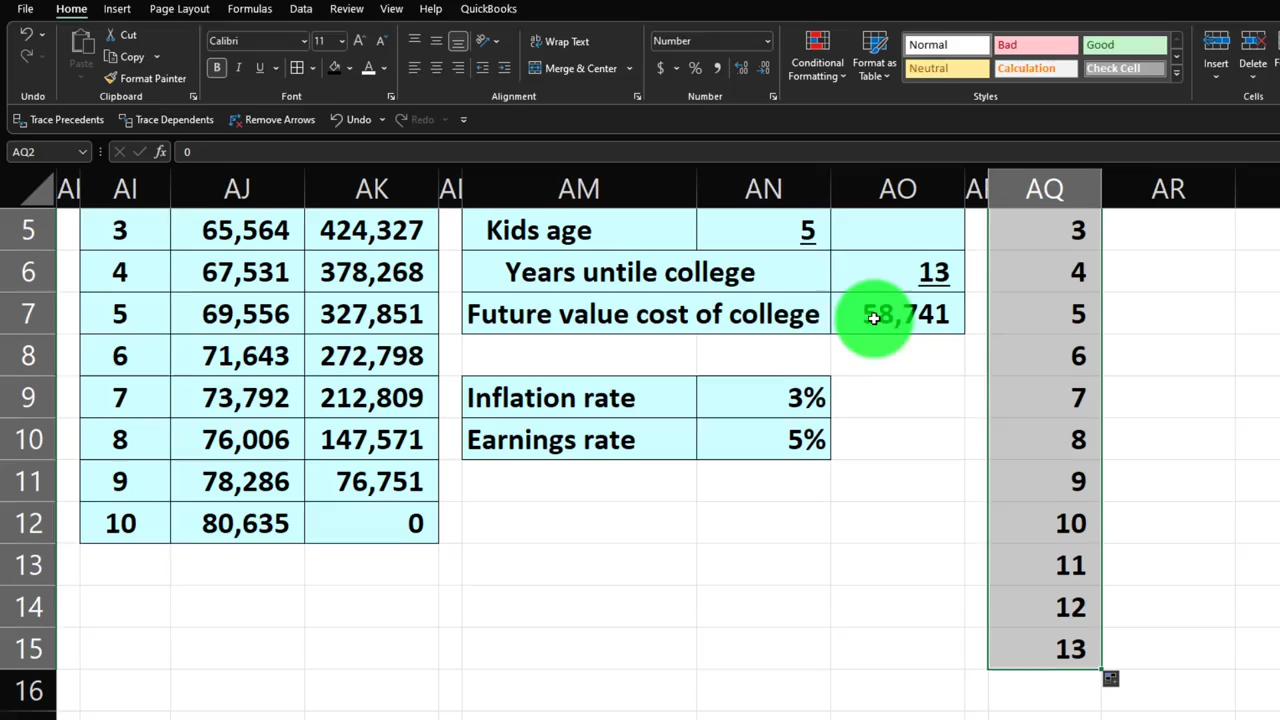 File Home Insert Page Layout Formulas Data Review View Help QuickBooks
Cut
Copy
Paste
Format Painter
Calibri 11 A A
B I U A
Wrap Text
Merge & Center
Number
$ % ,
Conditional Formatting
Format as Table
Normal Bad Good
Neutral Calculation Check Cell
Insert Delete
Undo Clipboard Font Alignment Number Styles Cells
Trace Precedents Trace Dependents Remove Arrows Undo Redo
AQ2 fx 0
AI AJ AK AM AN AO AQ AR
5 3 65,564 424,327 Kids age 5 3
6 4 67,531 378,268 Years untile college 13 4
7 5 69,556 327,851 Future value cost of college 58,741 5
8 6 71,643 272,798 6
9 7 73,792 212,809 Inflation rate 3% 7
10 8 76,006 147,571 Earnings rate 5% 8
11 9 78,286 76,751 9
12 10 80,635 0 10
13 11
14 12
15 13
16